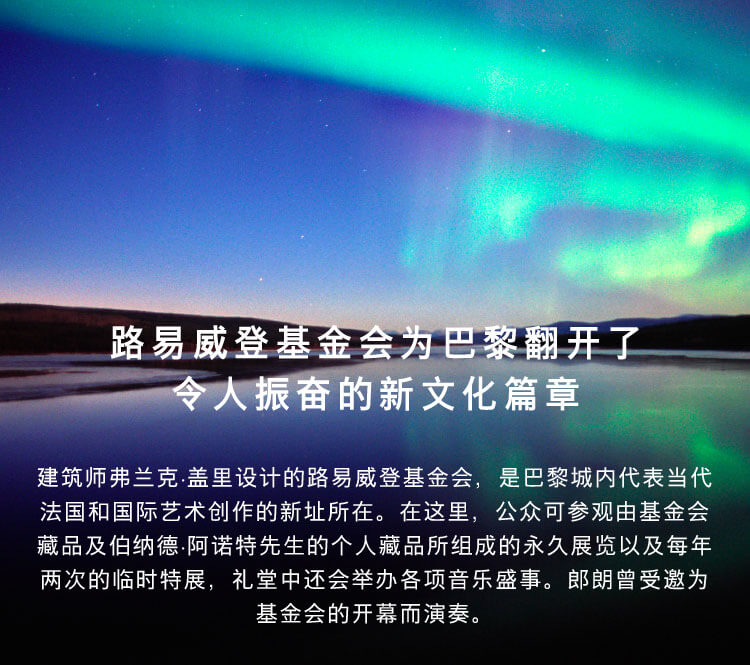 路易威登基金会为巴黎翻开了
令人振奋的新文化篇章
建筑师弗兰克·盖里设计的路易威登基金会，是巴黎城内代表当代
法国和国际艺术创作的新址所在。在这里，公众可参观由基金会
藏品及伯纳德·阿诺特先生的个人藏品所组成的永久展览以及每年
两次的临时特展，礼堂中还会举办各项音乐盛事。郎朗曾受邀为
基金会的开幕而演奏。